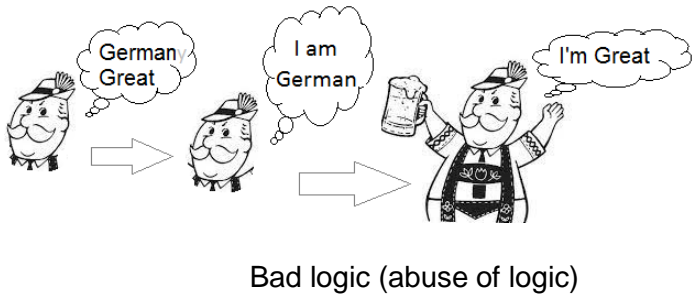 Germany
Great
I am
German
I'm Great
Bad logic (abuse of logic)